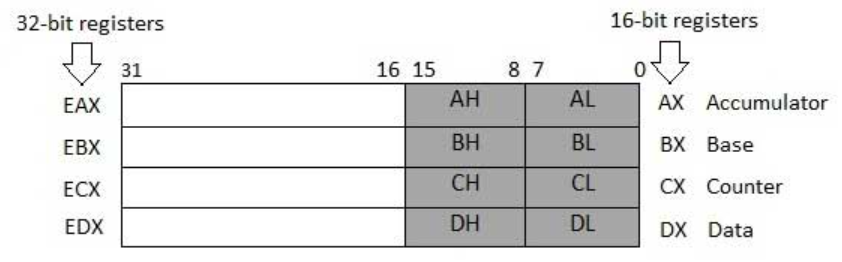 32-bit registers 16-bit registers
31 16 15 8 7 0
EAX AH AL AX Accumulator
EBX BH BL BX Base
ECX CH CL CX Counter
EDX DH DL DX Data